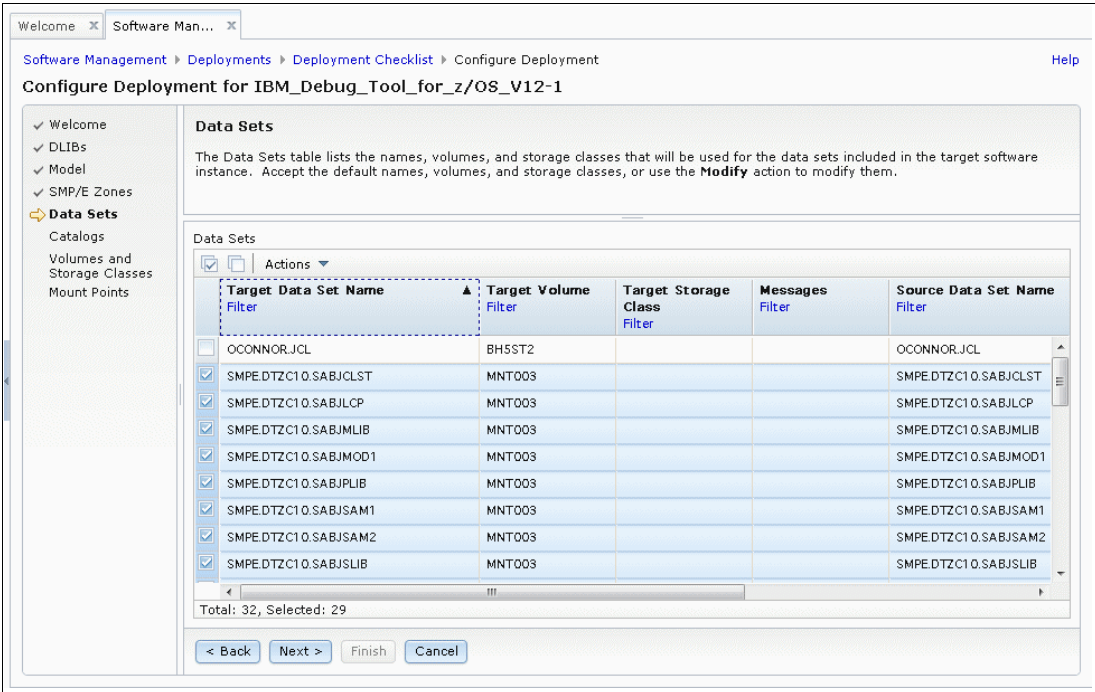 Welcome Software Man...
Software Management Deployments Deployment Checklist Configure Deployment Help
Configure Deployment for IBM_Debug_Tool_for_z/OS_V12-1
Welcome
DLIBs
Model
SMP/E Zones
Data Sets
Catalogs
Volumes and
Storage Classes
Mount Points
Data Sets
The Data Sets table lists the names, volumes, and storage classes that will be used for the data sets included in the target software
instance. Accept the default names, volumes, and storage classes, or use the Modify action to modify them.
Data Sets
Actions
Target Data Set Name Target Volume Target Storage Messages Source Data Set Name
Filter Filter Class Filter Filter
Filter
OCONNOR.JCL BH5ST2 OCONNOR.JCL
SMPE.DTZC10.SABJCLST MNT003 SMPE.DTZC10.SABJCLST
SMPE.DTZC10.SABJLCP MNT003 SMPE.DTZC10.SABJLCP
SMPE.DTZC10.SABJMLIB MNT003 SMPE.DTZC10.SABJMLIB
SMPE.DTZC10.SABJMOD1 MNT003 SMPE.DTZC10.SABJMOD1
SMPE.DTZC10.SABJPLIB MNT003 SMPE.DTZC10.SABJPLIB
SMPE.DTZC10.SABJSAM1 MNT003 SMPE.DTZC10.SABJSAM1
SMPE.DTZC10.SABJSAM2 MNT003 SMPE.DTZC10.SABJSAM2
SMPE.DTZC10.SABJSLIB MNT003 SMPE.DTZC10.SABJSLIB
Total: 32, Selected: 29
< Back Next > Finish Cancel